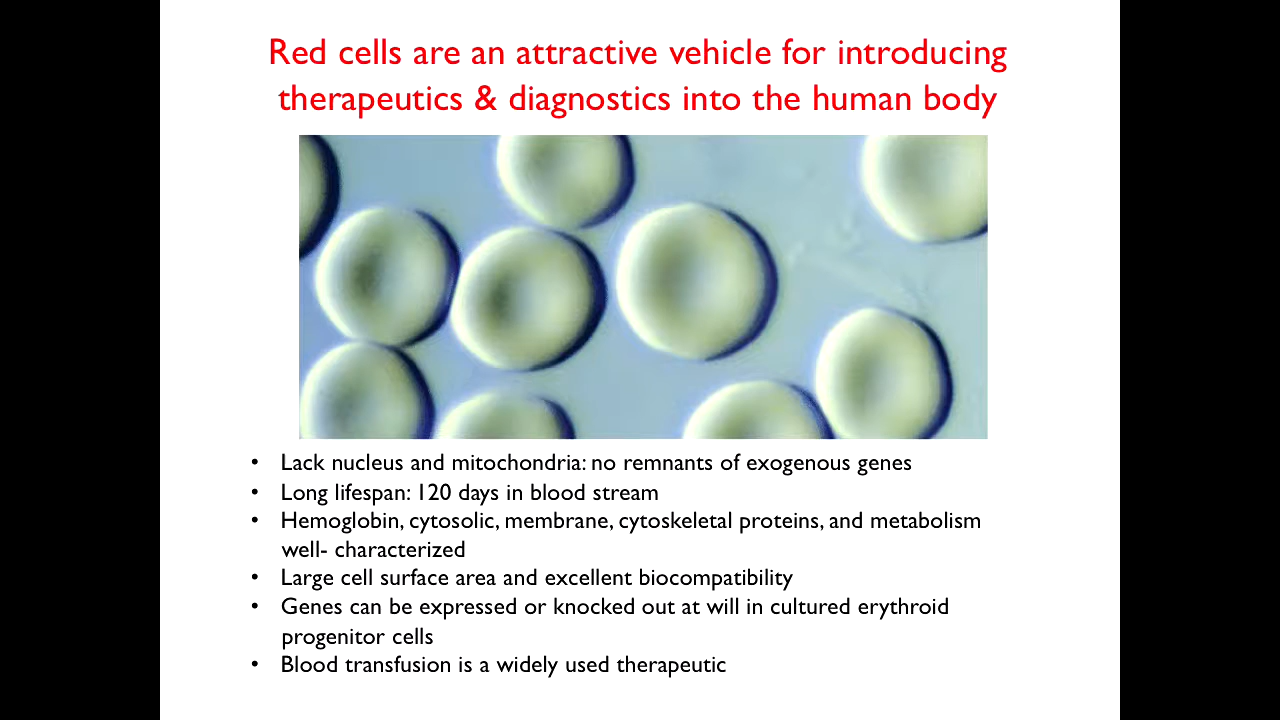 Red cells are an attractive vehicle for introducing
therapeutics & diagnostics into the human body
• Lack nucleus and mitochondria: no remnants of exogenous genes
• Long lifespan: 120 days in blood stream
• Hemoglobin, cytosolic, membrane, cytoskeletal proteins, and metabolism
well- characterized
• Large cell surface area and excellent biocompatibility
• Genes can be expressed or knocked out at will in cultured erythroid
progenitor cells
• Blood transfusion is a widely used therapeutic